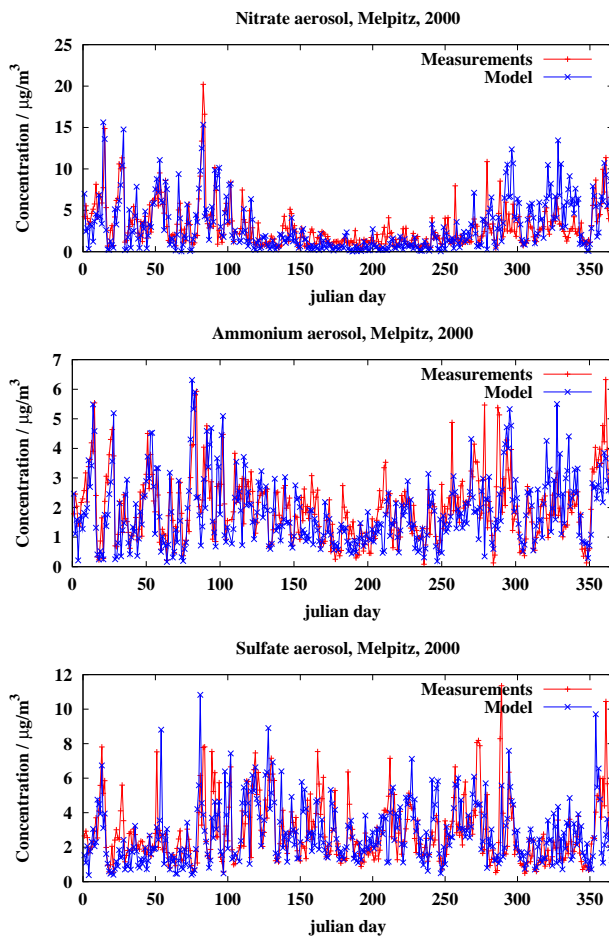 Nitrate aerosol, Melpitz, 2000
Concentration / μg/m³
25
20
15
10
5
0
Measurements
Model
0 50 100 150 200 250 300 350
julian day
Ammonium aerosol, Melpitz, 2000
Concentration / μg/m³
7
6
5
4
3
2
1
0
Measurements
Model
0 50 100 150 200 250 300 350
julian day
Sulfate aerosol, Melpitz, 2000
Concentration / μg/m³
12
10
8
6
4
2
0
Measurements
Model
0 50 100 150 200 250 300 350
julian day